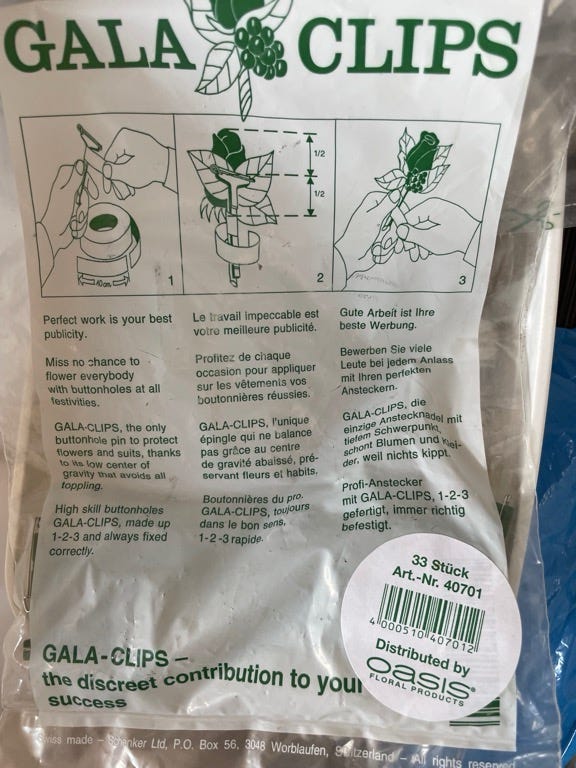 GALA CLIPS
1/2
1/2
10 cm
1
2
3
Perfect work is your best
publicity.
Miss no chance to
flower everybody
with buttonholes at all
festivities.
GALA-CLIPS, the only
buttonhole pin to protect
flowers and suits, thanks
to its low center of
gravity that avoids all
toppling.
High skill buttonholes
GALA-CLIPS, made up
1-2-3 and always fixed
correctly.
Le travail impeccable est
votre meilleure publicité.
Profitez de chaque
occasion pour appliquer
sur les vêtements vos
boutonnières réussies.
GALA-CLIPS, l'unique
épingle qui ne balance
pas grâce au centre
de gravité abaissé, pré-
servant fleurs et habits.
Boutonnières du pro,
GALA-CLIPS, toujours
dans le bon sens,
1-2-3 rapide.
Gute Arbeit ist Ihre
beste Werbung.
Bewerben Sie viele
Leute bei jedem Anlass
mit Ihren perfekten
Ansteckern.
GALA-CLIPS, die
einzige Anstecknadel mit
tiefem Schwerpunkt,
schont Blumen und Klei-
der, weil nichts kippt.
Profi-Anstecker
mit GALA-CLIPS, 1-2-3
gefertigt, immer richtig
befestigt.
33 Stück
Art.-Nr. 40701
4 000510 407012
Distributed by
oasis®
FLORAL PRODUCTS
GALA-CLIPS –
the discreet contribution to your
success
Swiss made – Schenker Ltd, P.O. Box 56, 3048 Worblaufen, Switzerland – All rights reserved